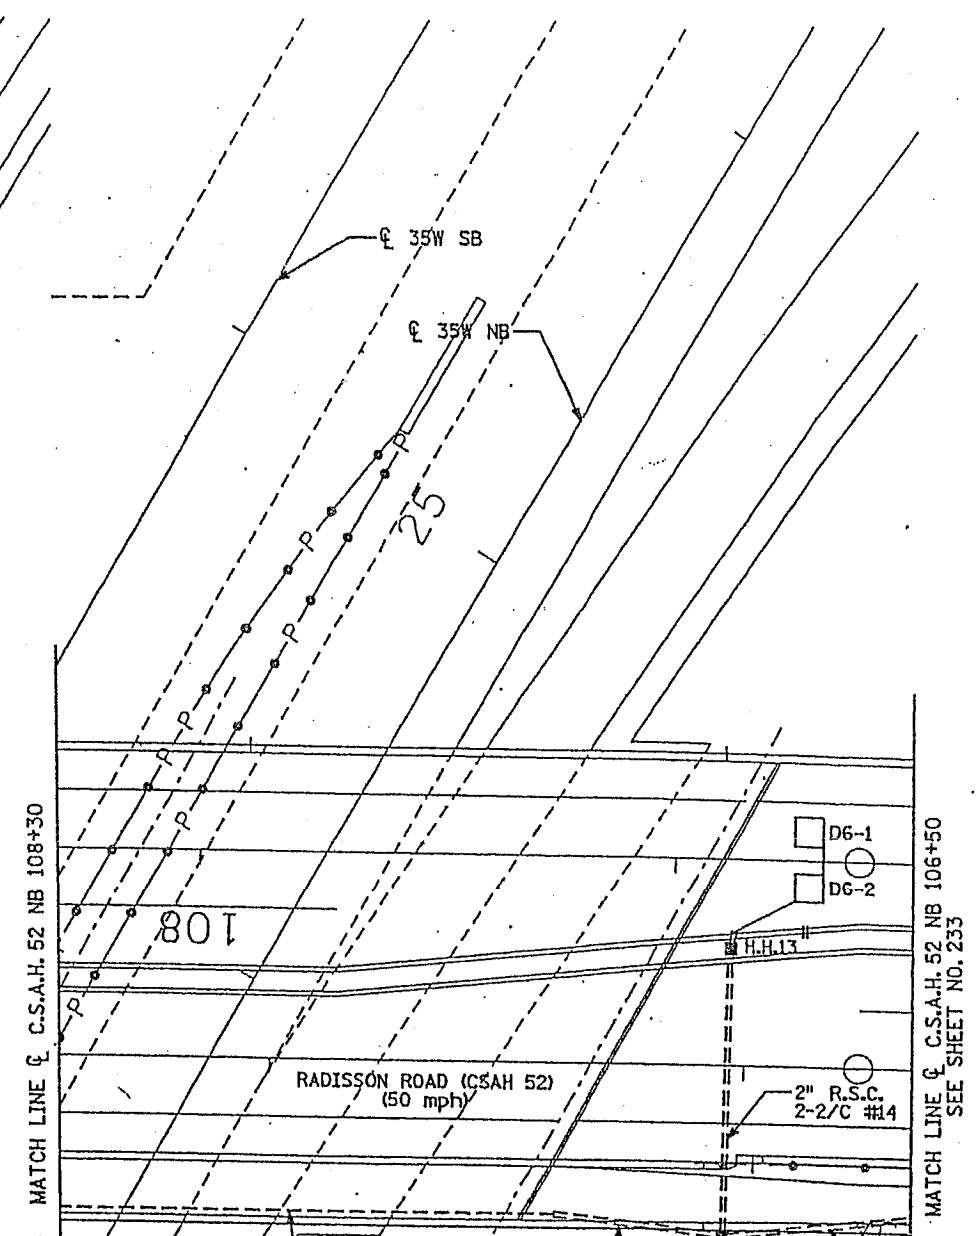 ℄ 35W SB
℄ 35W NB
P
25
P
P
P
P
P
D6-1
DG-2
108
H.H.13
P
RADISSON ROAD (CSAH 52)
(50 mph)
2" R.S.C.
2-2/C #14
MATCH LINE ℄ C.S.A.H. 52 NB 108+30
MATCH LINE ℄ C.S.A.H. 52 NB 106+50
SEE SHEET NO. 233